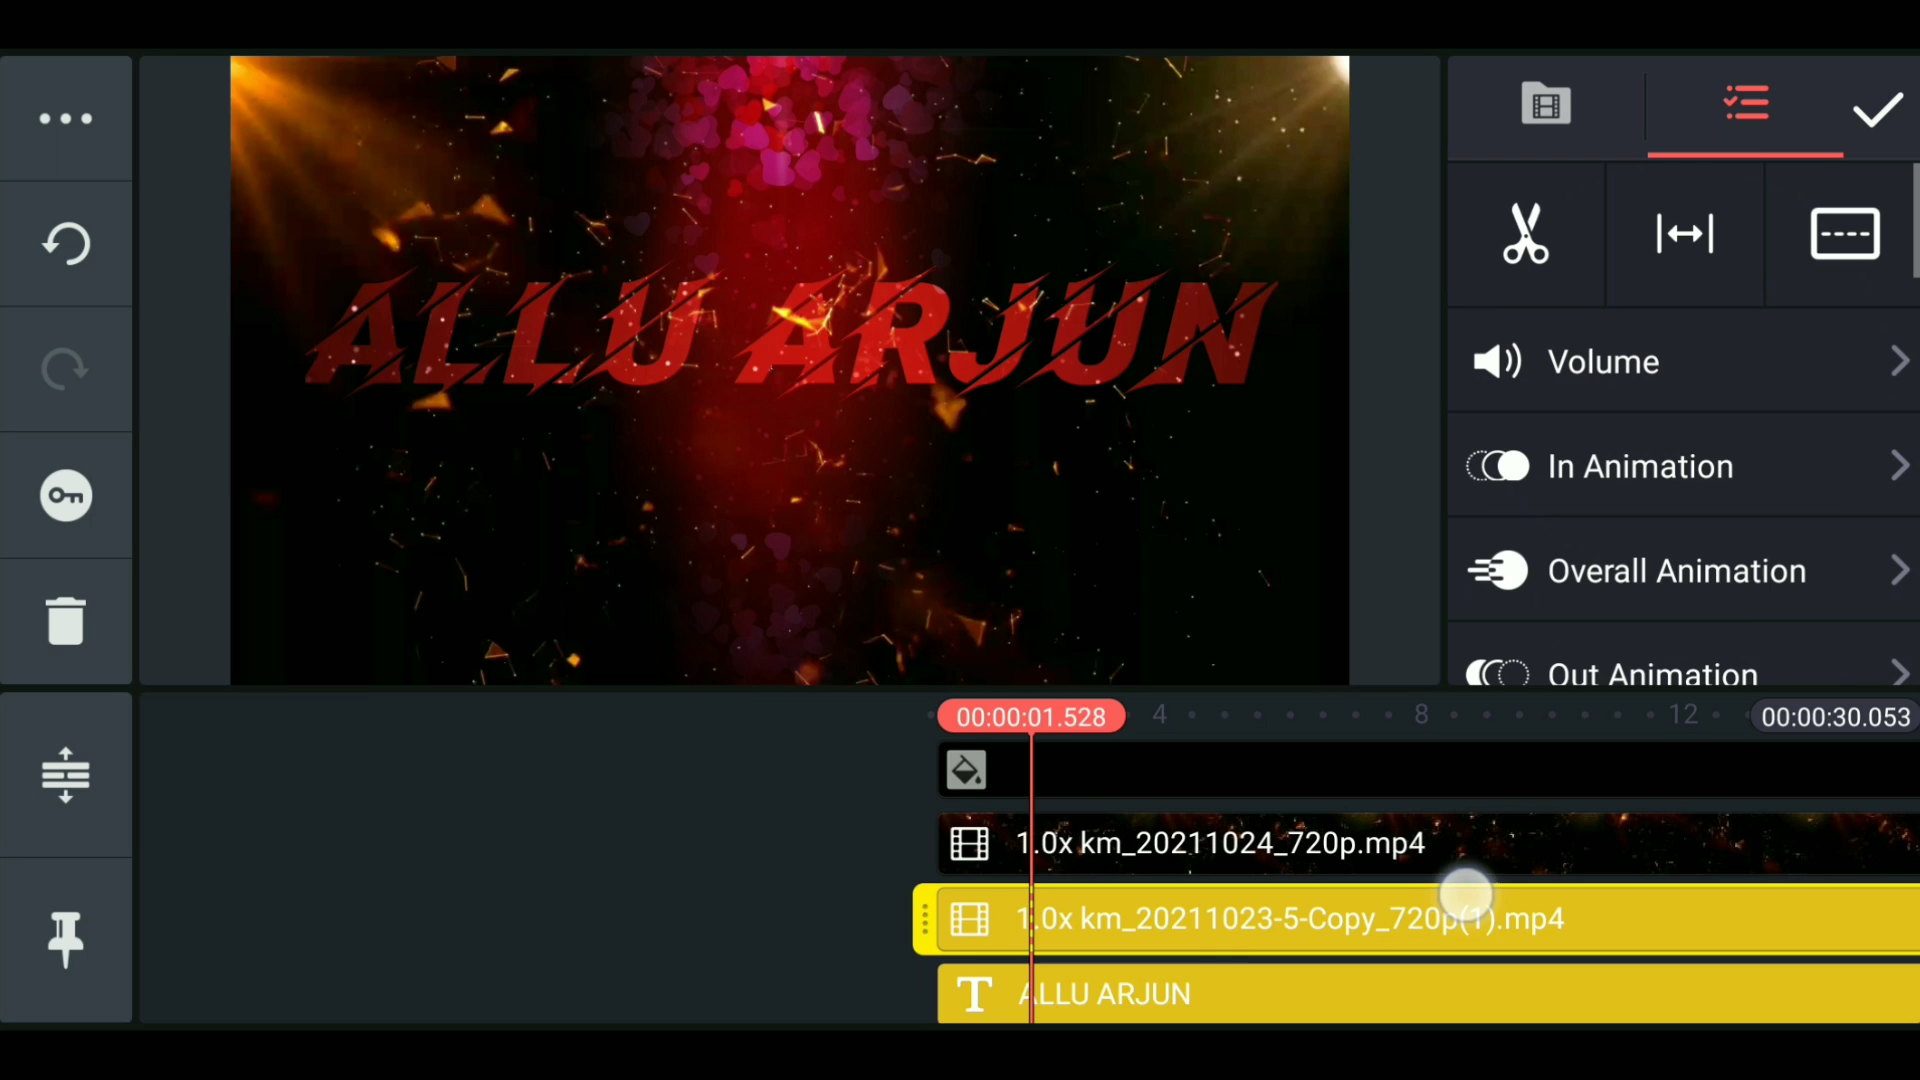 ALLU ARJUN
Volume
In Animation
Overall Animation
Out Animation
00:00:01.528
4
8
12
00:00:30.053
1.0x km_20211024_720p.mp4
1.0x km_20211023-5-Copy_720p(1).mp4
T ALLU ARJUN